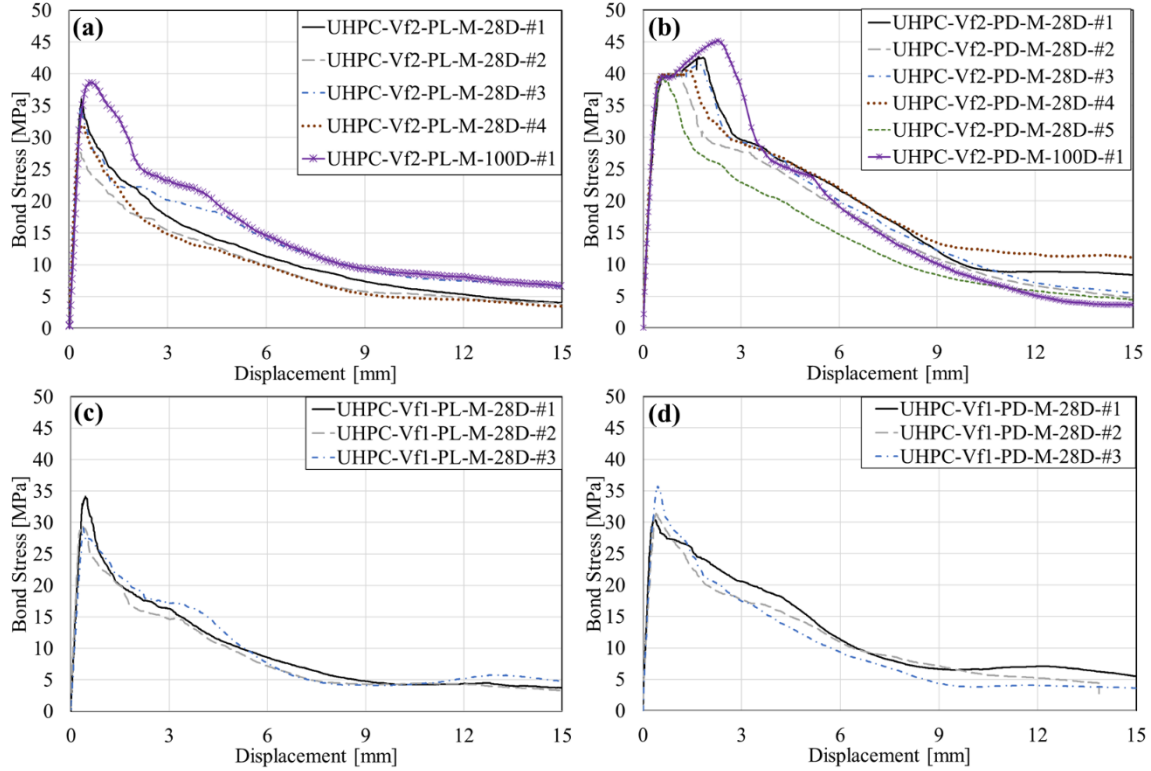 (a)
UHPC-Vf2-PL-M-28D-#1
UHPC-Vf2-PL-M-28D-#2
UHPC-Vf2-PL-M-28D-#3
UHPC-Vf2-PL-M-28D-#4
UHPC-Vf2-PL-M-100D-#1
50
45
40
35
30
25
20
15
10
5
0
Bond Stress [MPa]
0 3 6 9 12 15
Displacement [mm]
(b)
UHPC-Vf2-PD-M-28D-#1
UHPC-Vf2-PD-M-28D-#2
UHPC-Vf2-PD-M-28D-#3
UHPC-Vf2-PD-M-28D-#4
UHPC-Vf2-PD-M-28D-#5
UHPC-Vf2-PD-M-100D-#1
50
45
40
35
30
25
20
15
10
5
0
Bond Stress [MPa]
0 3 6 9 12 15
Displacement [mm]
(c)
UHPC-Vf1-PL-M-28D-#1
UHPC-Vf1-PL-M-28D-#2
UHPC-Vf1-PL-M-28D-#3
50
45
40
35
30
25
20
15
10
5
0
Bond Stress [MPa]
0 3 6 9 12 15
Displacement [mm]
(d)
UHPC-Vf1-PD-M-28D-#1
UHPC-Vf1-PD-M-28D-#2
UHPC-Vf1-PD-M-28D-#3
50
45
40
35
30
25
20
15
10
5
0
Bond Stress [MPa]
0 3 6 9 12 15
Displacement [mm]